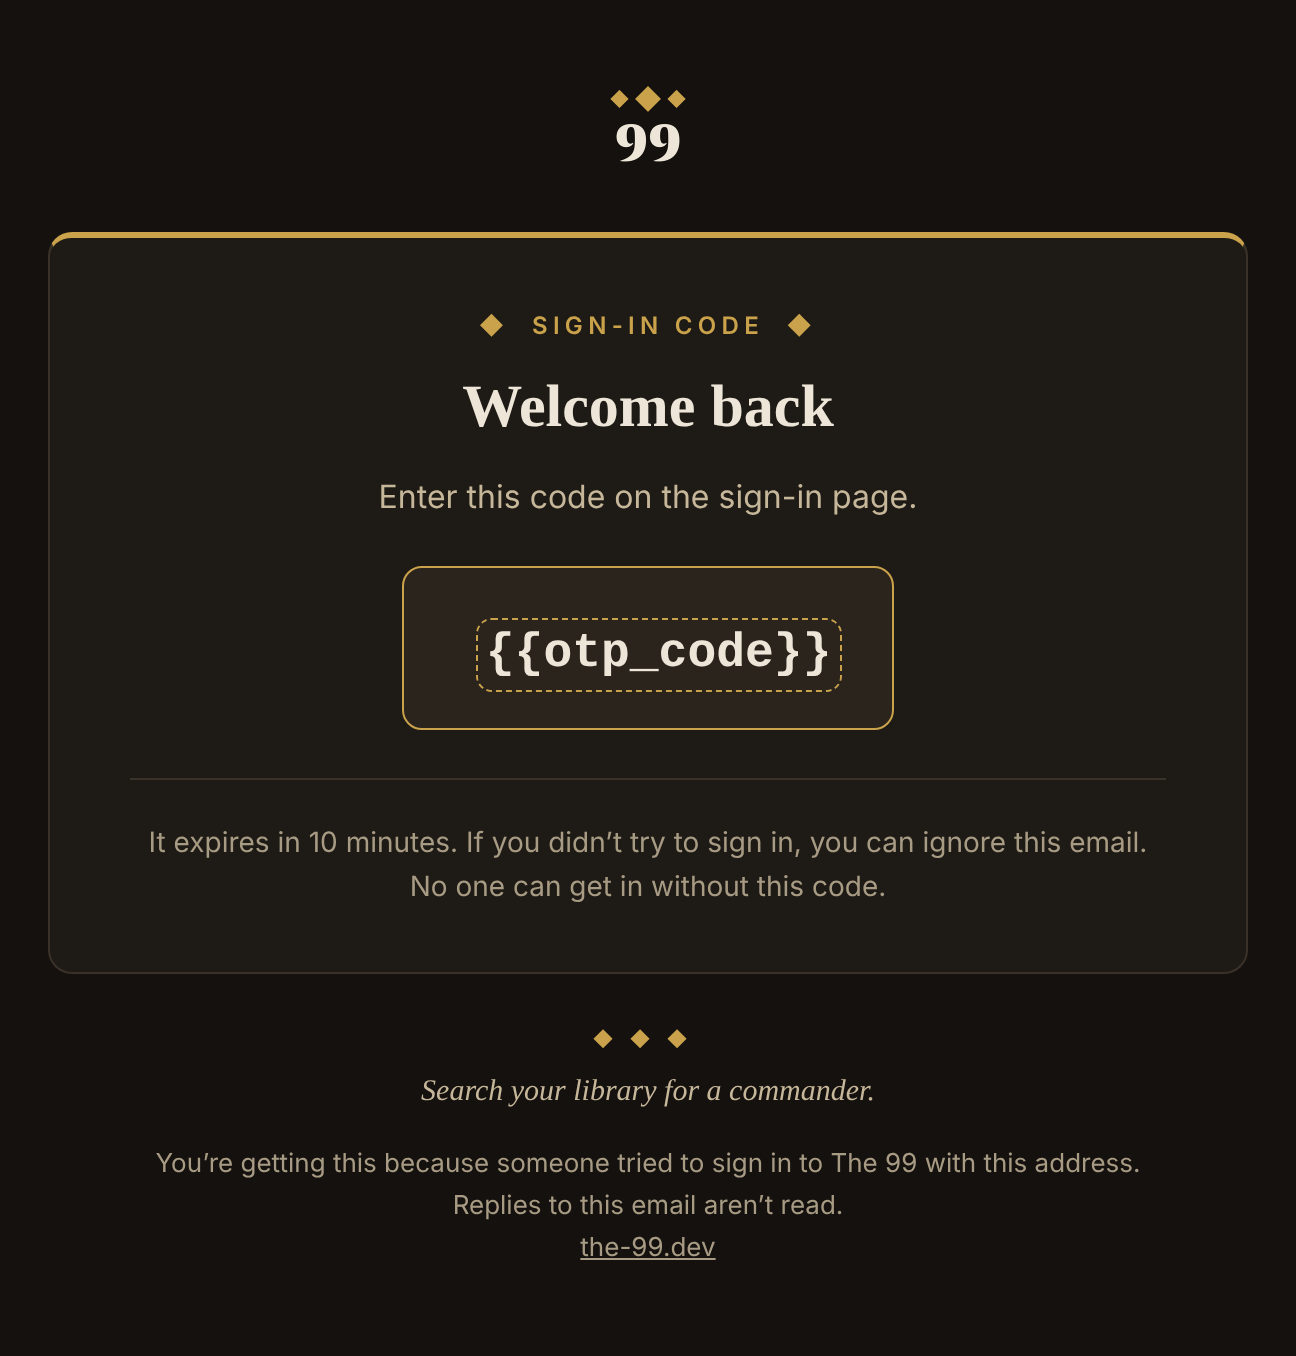 99
SIGN-IN CODE
Welcome back
Enter this code on the sign-in page.
{{otp_code}}
It expires in 10 minutes. If you didn’t try to sign in, you can ignore this email.
No one can get in without this code.
Search your library for a commander.
You’re getting this because someone tried to sign in to The 99 with this address.
Replies to this email aren’t read.
the-99.dev